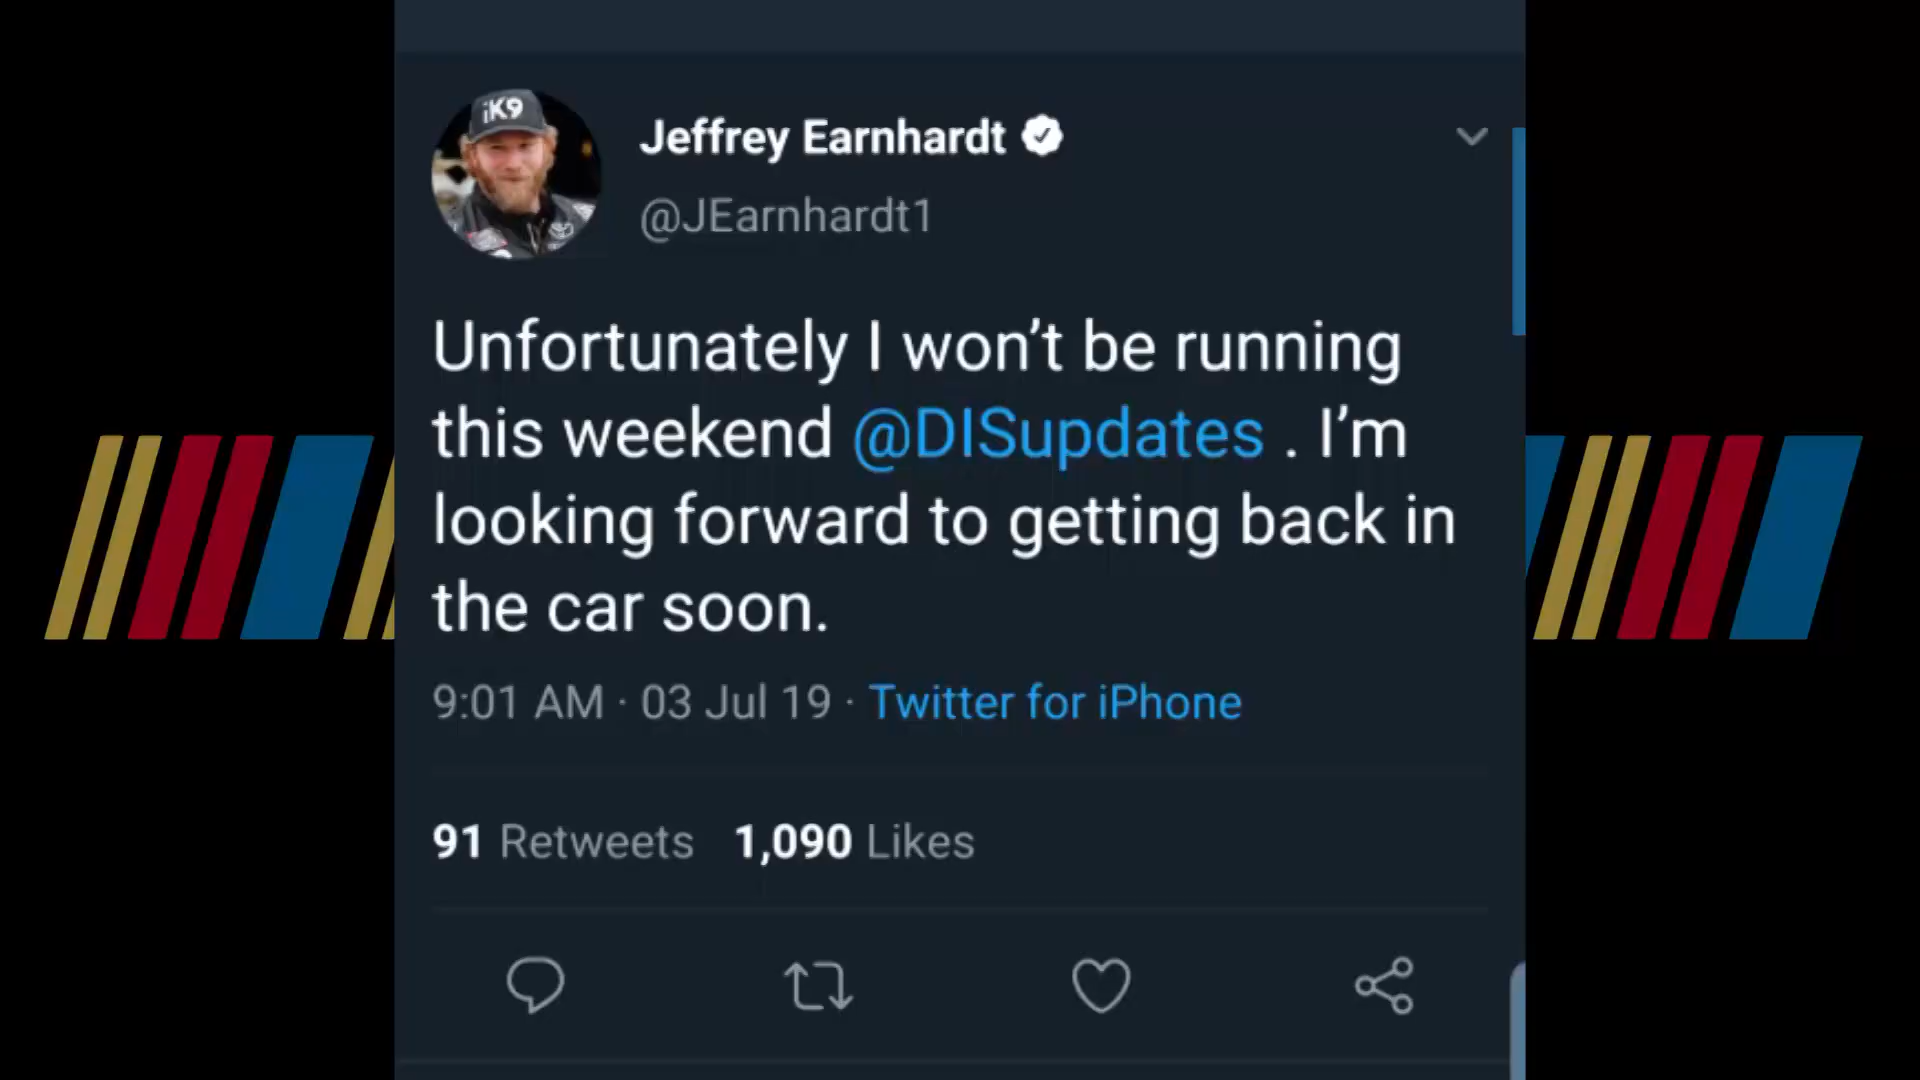 iK9
Jeffrey Earnhardt
@JEarnhardt1
Unfortunately I won’t be running
this weekend @DISupdates . I’m
looking forward to getting back in
the car soon.
9:01 AM · 03 Jul 19 · Twitter for iPhone
91 Retweets 1,090 Likes